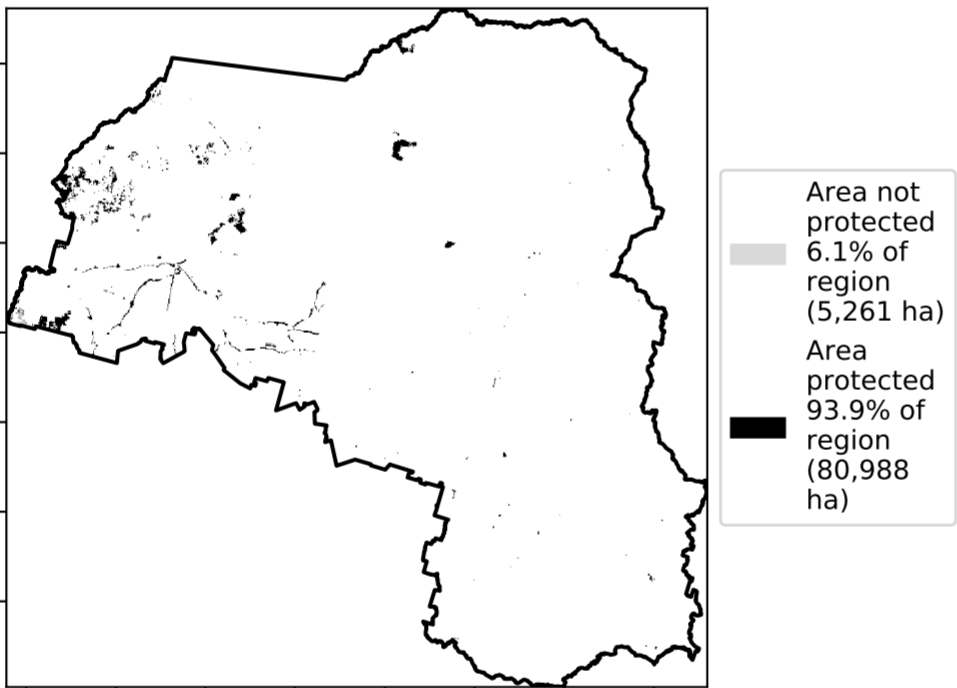 Area not
protected
6.1% of
region
(5,261 ha)
Area
protected
93.9% of
region
(80,988
ha)